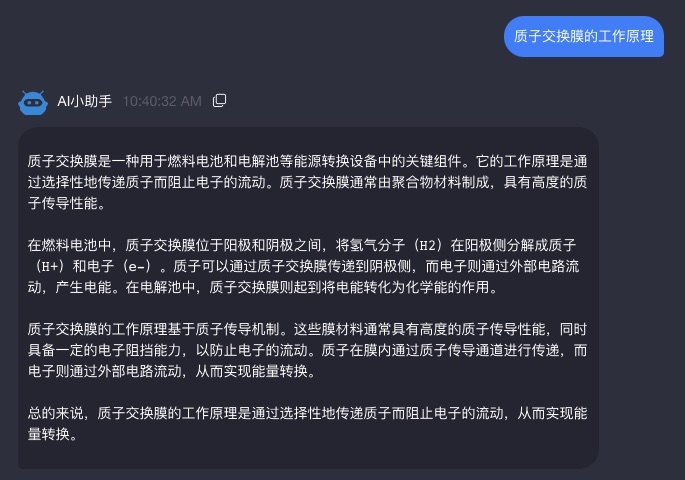 质子交换膜的工作原理
AI小助手 10:40:32 AM
质子交换膜是一种用于燃料电池和电解池等能源转换设备中的关键组件。它的工作原理是通
过选择性地传递质子而阻止电子的流动。质子交换膜通常由聚合物材料制成，具有高度的质
子传导性能。
在燃料电池中，质子交换膜位于阳极和阴极之间，将氢气分子（H2）在阳极侧分解成质子
（H+）和电子（e-）。质子可以通过质子交换膜传递到阴极侧，而电子则通过外部电路流
动，产生电能。在电解池中，质子交换膜则起到将电能转化为化学能的作用。
质子交换膜的工作原理基于质子传导机制。这些膜材料通常具有高度的质子传导性能，同时
具备一定的电子阻挡能力，以防止电子的流动。质子在膜内通过质子传导通道进行传递，而
电子则通过外部电路流动，从而实现能量转换。
总的来说，质子交换膜的工作原理是通过选择性地传递质子而阻止电子的流动，从而实现能
量转换。